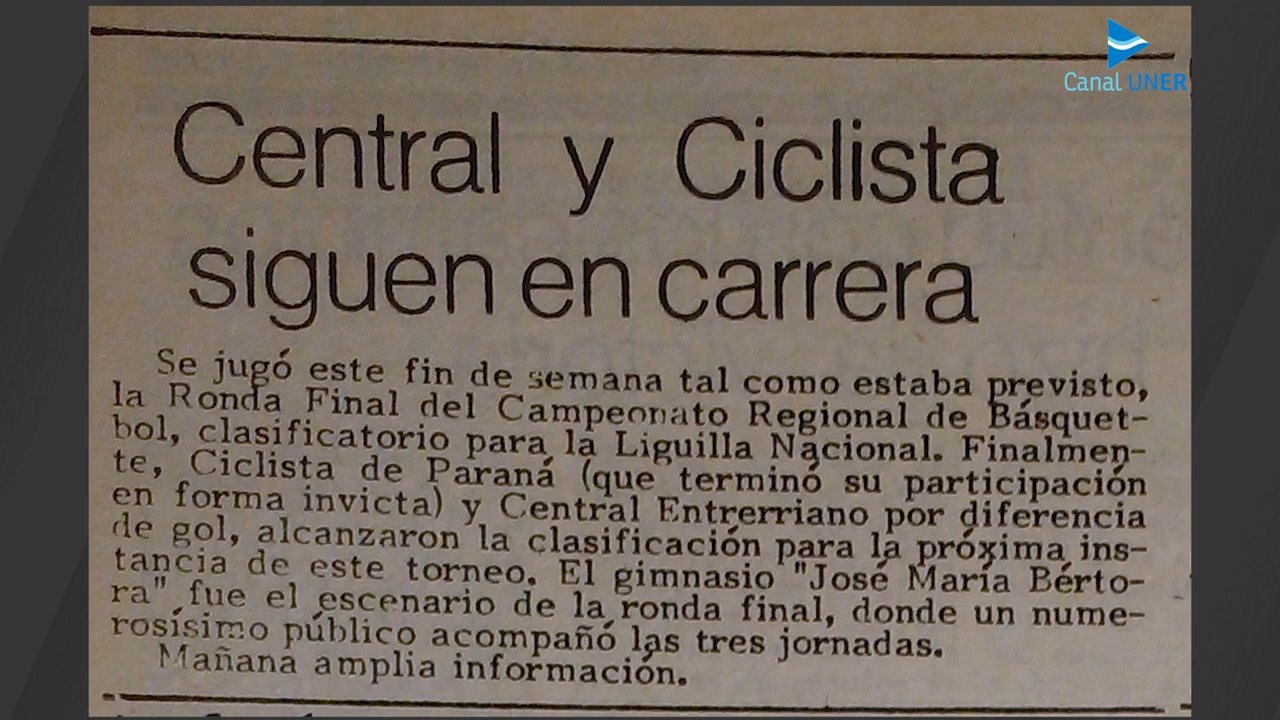 Canal UNER
Central y Ciclista
siguen en carrera
Se jugó este fin de semana tal como estaba previsto,
la Ronda Final del Campeonato Regional de Básquet-
bol, clasificatorio para la Liguilla Nacional. Finalmen-
te, Ciclista de Paraná (que terminó su participación
en forma invicta) y Central Entrerriano por diferencia
de gol, alcanzaron la clasificación para la próxima ins-
tancia de este torneo. El gimnasio "José María Berto-
ra" fue el escenario de la ronda final, donde un nume-
rosísimo público acompañó las tres jornadas.
Mañana amplia información.